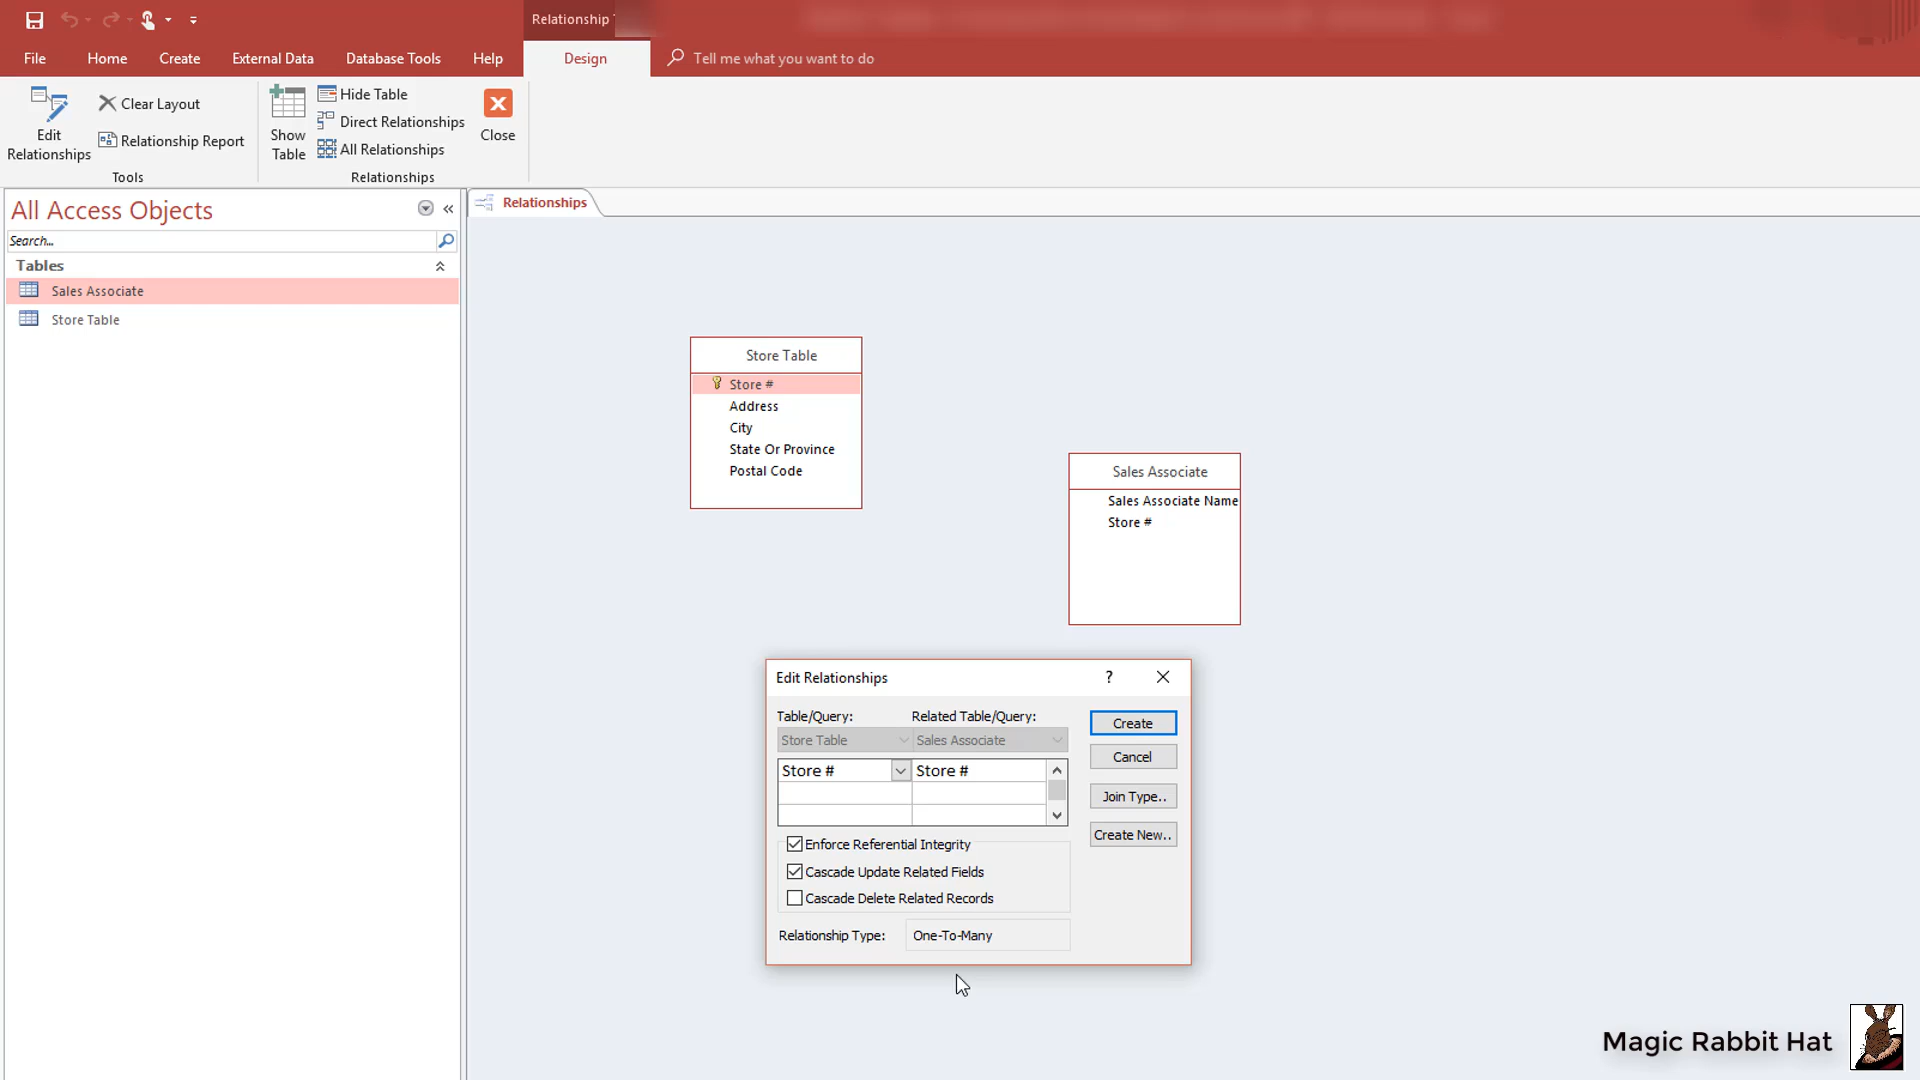 Relationship
File
Home
Create
External Data
Database Tools
Help
Design
Tell me what you want to do
Edit
Relationships
Clear Layout
Relationship Report
Tools
Show
Table
Hide Table
Direct Relationships
All Relationships
Relationships
Close
All Access Objects
Search...
Tables
Sales Associate
Store Table
Relationships
Store Table
Store #
Address
City
State Or Province
Postal Code
Sales Associate
Sales Associate Name
Store #
Edit Relationships
?
Table/Query:
Related Table/Query:
Store Table
Sales Associate
Store #
Store #
Enforce Referential Integrity
Cascade Update Related Fields
Cascade Delete Related Records
Relationship Type:
One-To-Many
Create
Cancel
Join Type..
Create New..
Magic Rabbit Hat